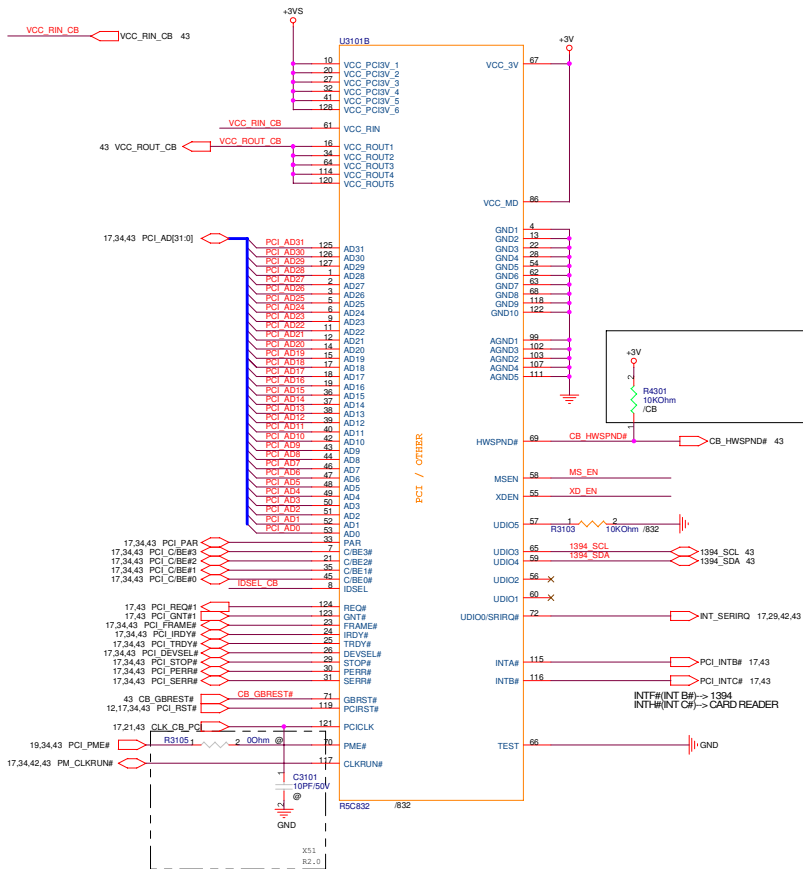 +3VS
VCC_RIN_CB
VCC_RIN_CB 43
U3101B
+3V
10 VCC_PCI3V_1
20 VCC_PCI3V_2
27 VCC_PCI3V_3
32 VCC_PCI3V_4
41 VCC_PCI3V_5
128 VCC_PCI3V_6
VCC_3V 67
VCC_RIN_CB 61 VCC_RIN
43 VCC_ROUT_CB VCC_ROUT_CB 16 VCC_ROUT1
34 VCC_ROUT2
64 VCC_ROUT3
114 VCC_ROUT4
120 VCC_ROUT5
VCC_MD 86
GND1 4
GND2 13
GND3 22
GND4 28
GND5 54
GND6 62
GND7 63
GND8 68
GND9 118
GND10 122
17,34,43 PCI_AD[31:0]
PCI_AD31 125 AD31
PCI_AD30 126 AD30
PCI_AD29 127 AD29
PCI_AD28 1 AD28
PCI_AD27 2 AD27
PCI_AD26 3 AD26
PCI_AD25 5 AD25
PCI_AD24 6 AD24
PCI_AD23 9 AD23
PCI_AD22 11 AD22
PCI_AD21 12 AD21
PCI_AD20 14 AD20
PCI_AD19 15 AD19
PCI_AD18 17 AD18
PCI_AD17 18 AD17
PCI_AD16 19 AD16
PCI_AD15 36 AD15
PCI_AD14 37 AD14
PCI_AD13 38 AD13
PCI_AD12 39 AD12
PCI_AD11 40 AD11
PCI_AD10 42 AD10
PCI_AD9 43 AD9
PCI_AD8 44 AD8
PCI_AD7 46 AD7
PCI_AD6 47 AD6
PCI_AD5 48 AD5
PCI_AD4 49 AD4
PCI_AD3 50 AD3
PCI_AD2 51 AD2
PCI_AD1 52 AD1
PCI_AD0 53 AD0
AGND1 99
AGND3 102
AGND2 103
AGND4 107
AGND5 111
+3V
2
R4301
10KOhm
/CB
1
PCI / OTHER
HWSPND# 69 CB_HWSPND# CB_HWSPND# 43
MSEN 58 MS_EN
XDEN 55 XD_EN
UDIO5 57 1 2
R3103 10KOhm /832
UDIO3 65 1394_SCL 1394_SCL 43
UDIO4 59 1394_SDA 1394_SDA 43
UDIO2 56
UDIO1 60
UDIO0/SRIRQ# 72 INT_SERIRQ 17,29,42,43
INTA# 115 PCI_INTB# 17,43
INTB# 116 PCI_INTC# 17,43
INTF#(INT B#)--> 1394
INTH#(INT C#)--> CARD READER
TEST 66 GND
17,34,43 PCI_PAR 33 PAR
17,34,43 PCI_C/BE#3 7 C/BE3#
17,34,43 PCI_C/BE#2 21 C/BE2#
17,34,43 PCI_C/BE#1 35 C/BE1#
17,34,43 PCI_C/BE#0 45 C/BE0#
IDSEL_CB 8 IDSEL
17,43 PCI_REQ#1 124 REQ#
17,43 PCI_GNT#1 123 GNT#
17,34,43 PCI_FRAME# 23 FRAME#
17,34,43 PCI_IRDY# 24 IRDY#
17,34,43 PCI_TRDY# 25 TRDY#
17,34,43 PCI_DEVSEL# 26 DEVSEL#
17,34,43 PCI_STOP# 29 STOP#
17,34,43 PCI_PERR# 30 PERR#
17,34,43 PCI_SERR# 31 SERR#
43 CB_GBREST# CB_GBREST# 71 GBRST#
12,17,34,43 PCI_RST# 119 PCIRST#
17,21,43 CLK_CB_PCI 121 PCICLK
19,34,43 PCI_PME# R3105 1 2 0Ohm @ 70 PME#
17,34,42,43 PM_CLKRUN# 117 CLKRUN#
1
C3101
10PF/50V
@
2
GND
R5C832 /832
X51
R2.0